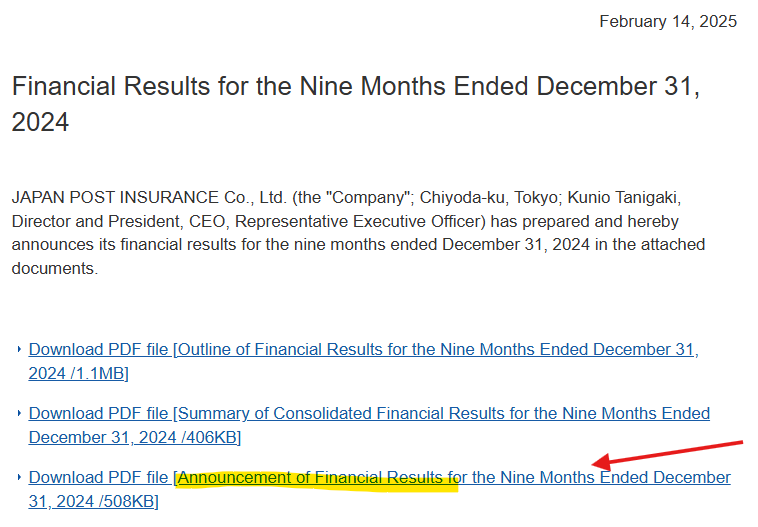 February 14, 2025
Financial Results for the Nine Months Ended December 31,
2024
JAPAN POST INSURANCE Co., Ltd. (the "Company"; Chiyoda-ku, Tokyo; Kunio Tanigaki,
Director and President, CEO, Representative Executive Officer) has prepared and hereby
announces its financial results for the nine months ended December 31, 2024 in the attached
documents.
Download PDF file [Outline of Financial Results for the Nine Months Ended December 31,
2024 /1.1MB]
Download PDF file [Summary of Consolidated Financial Results for the Nine Months Ended
December 31, 2024 /406KB]
Download PDF file [Announcement of Financial Results for the Nine Months Ended December
31, 2024 /508KB]